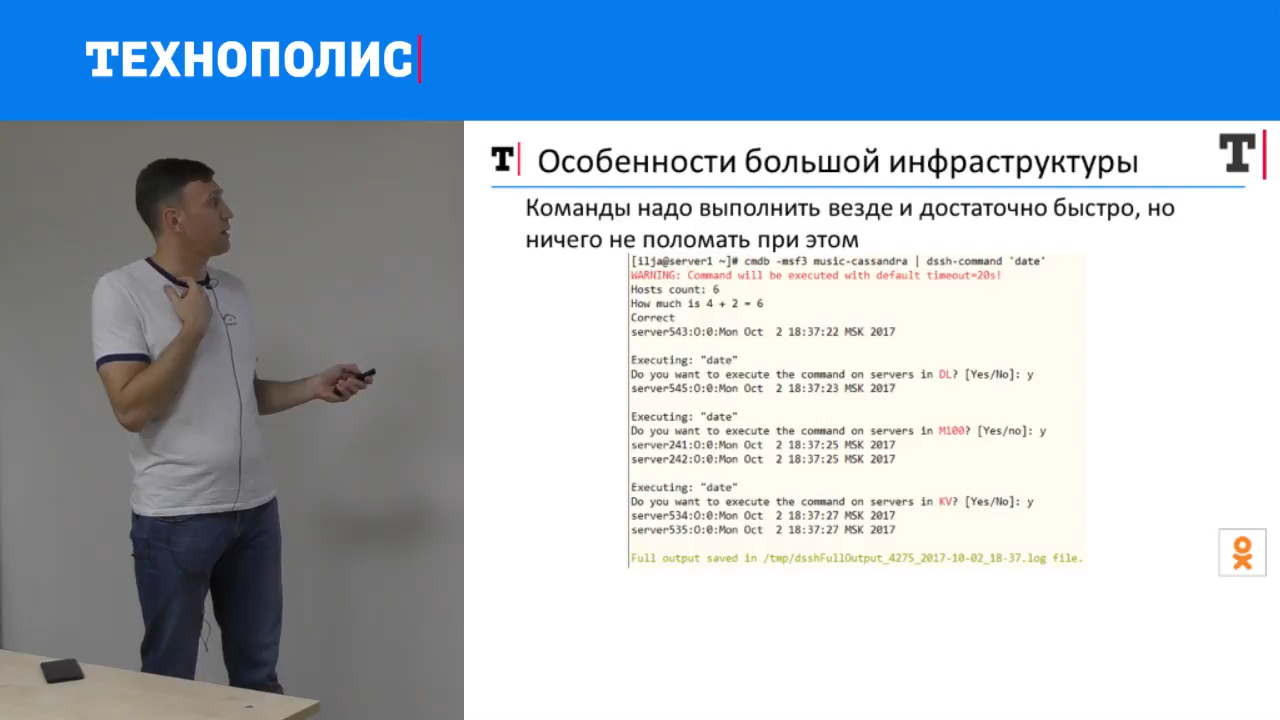 ТЕХНОПОЛИС
Т
Особенности большой инфраструктуры
Т
Команды надо выполнить везде и достаточно быстро, но
ничего не поломать при этом
[ilja@server1 ~]# cmdb -msf3 music-cassandra | dssh-command 'date'
WARNING: Command will be executed with default timeout=20s!
Hosts count: 6
How much is 4 + 2 = 6
Correct
server543:O:0:Mon Oct  2 18:37:22 MSK 2017
Executing: "date"
Do you want to execute the command on servers in DL? [Yes/No]: y
server545:O:0:Mon Oct  2 18:37:23 MSK 2017
Executing: "date"
Do you want to execute the command on servers in M100? [Yes/no]: y
server241:O:0:Mon Oct  2 18:37:25 MSK 2017
server242:O:0:Mon Oct  2 18:37:25 MSK 2017
Executing: "date"
Do you want to execute the command on servers in KV? [Yes/No]: y
server534:O:0:Mon Oct  2 18:37:27 MSK 2017
server535:O:0:Mon Oct  2 18:37:27 MSK 2017
Full output saved in /tmp/dsshFullOutput_4275_2017-10-02_18-37.log file.